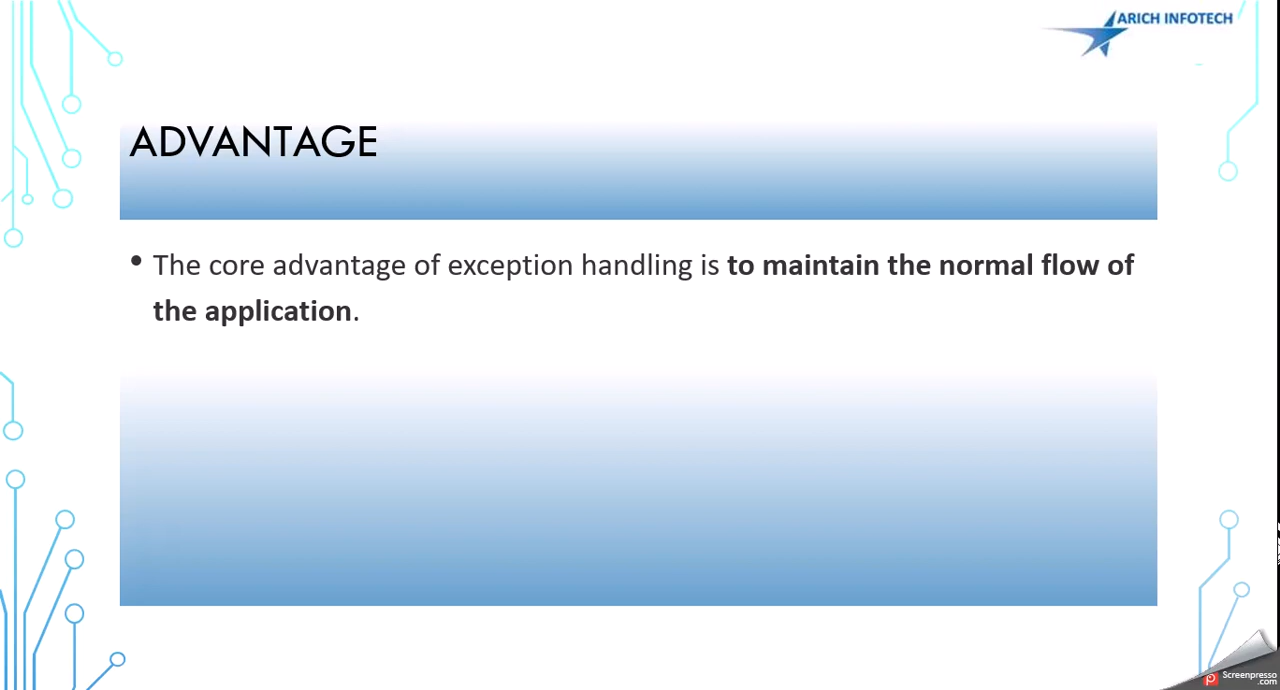 ARICH INFOTECH
ADVANTAGE
• The core advantage of exception handling is to maintain the normal flow of
the application.
Screenpresso
.com